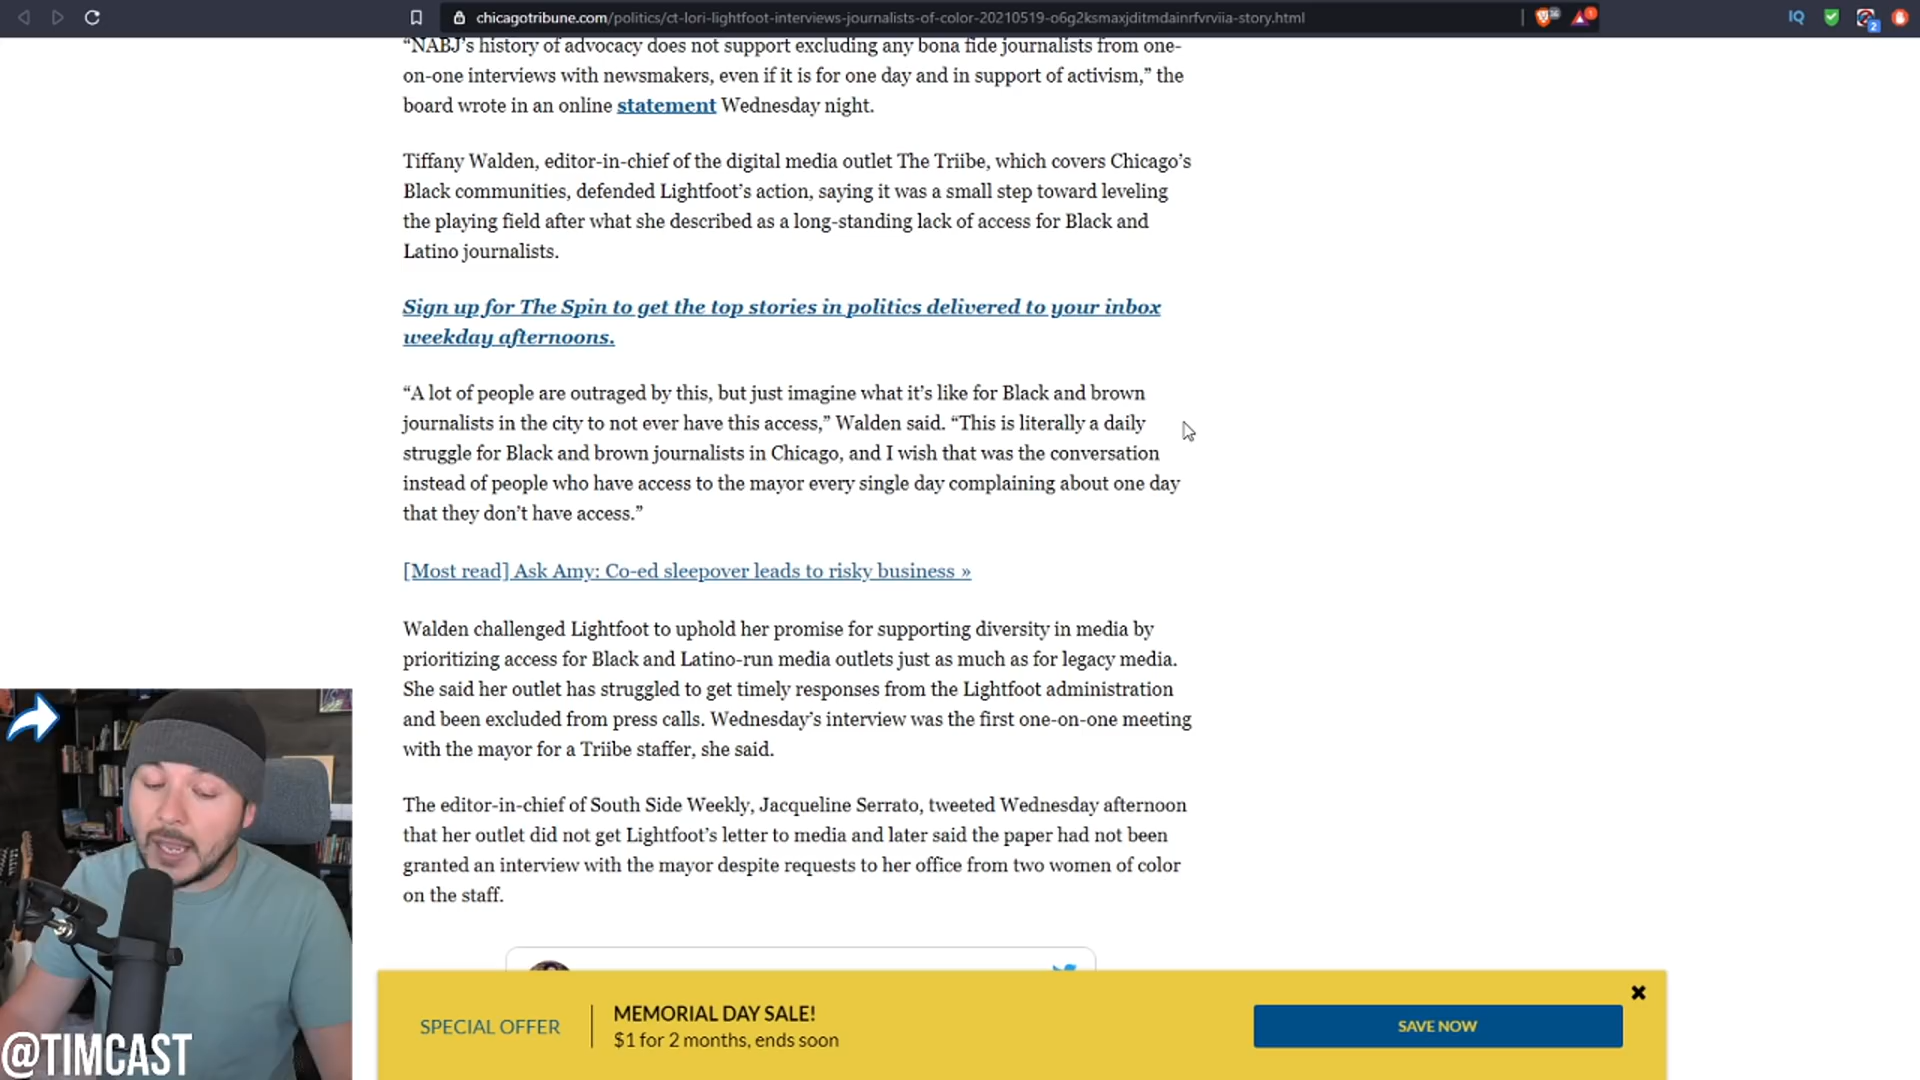 chicagotribune.com/politics/ct-lori-lightfoot-interviews-journalists-of-color-20210519-o6g2ksmaxjditmdainrfvrviia-story.html
IQ
2
“NABJ’s history of advocacy does not support excluding any bona fide journalists from one-
on-one interviews with newsmakers, even if it is for one day and in support of activism,” the
board wrote in an online statement Wednesday night.
Tiffany Walden, editor-in-chief of the digital media outlet The Triibe, which covers Chicago’s
Black communities, defended Lightfoot’s action, saying it was a small step toward leveling
the playing field after what she described as a long-standing lack of access for Black and
Latino journalists.
Sign up for The Spin to get the top stories in politics delivered to your inbox
weekday afternoons.
“A lot of people are outraged by this, but just imagine what it’s like for Black and brown
journalists in the city to not ever have this access,” Walden said. “This is literally a daily
struggle for Black and brown journalists in Chicago, and I wish that was the conversation
instead of people who have access to the mayor every single day complaining about one day
that they don’t have access.”
[Most read] Ask Amy: Co-ed sleepover leads to risky business »
Walden challenged Lightfoot to uphold her promise for supporting diversity in media by
prioritizing access for Black and Latino-run media outlets just as much as for legacy media.
She said her outlet has struggled to get timely responses from the Lightfoot administration
and been excluded from press calls. Wednesday’s interview was the first one-on-one meeting
with the mayor for a Triibe staffer, she said.
The editor-in-chief of South Side Weekly, Jacqueline Serrato, tweeted Wednesday afternoon
that her outlet did not get Lightfoot’s letter to media and later said the paper had not been
granted an interview with the mayor despite requests to her office from two women of color
on the staff.
SPECIAL OFFER
MEMORIAL DAY SALE!
$1 for 2 months, ends soon
SAVE NOW
@TIMCAST